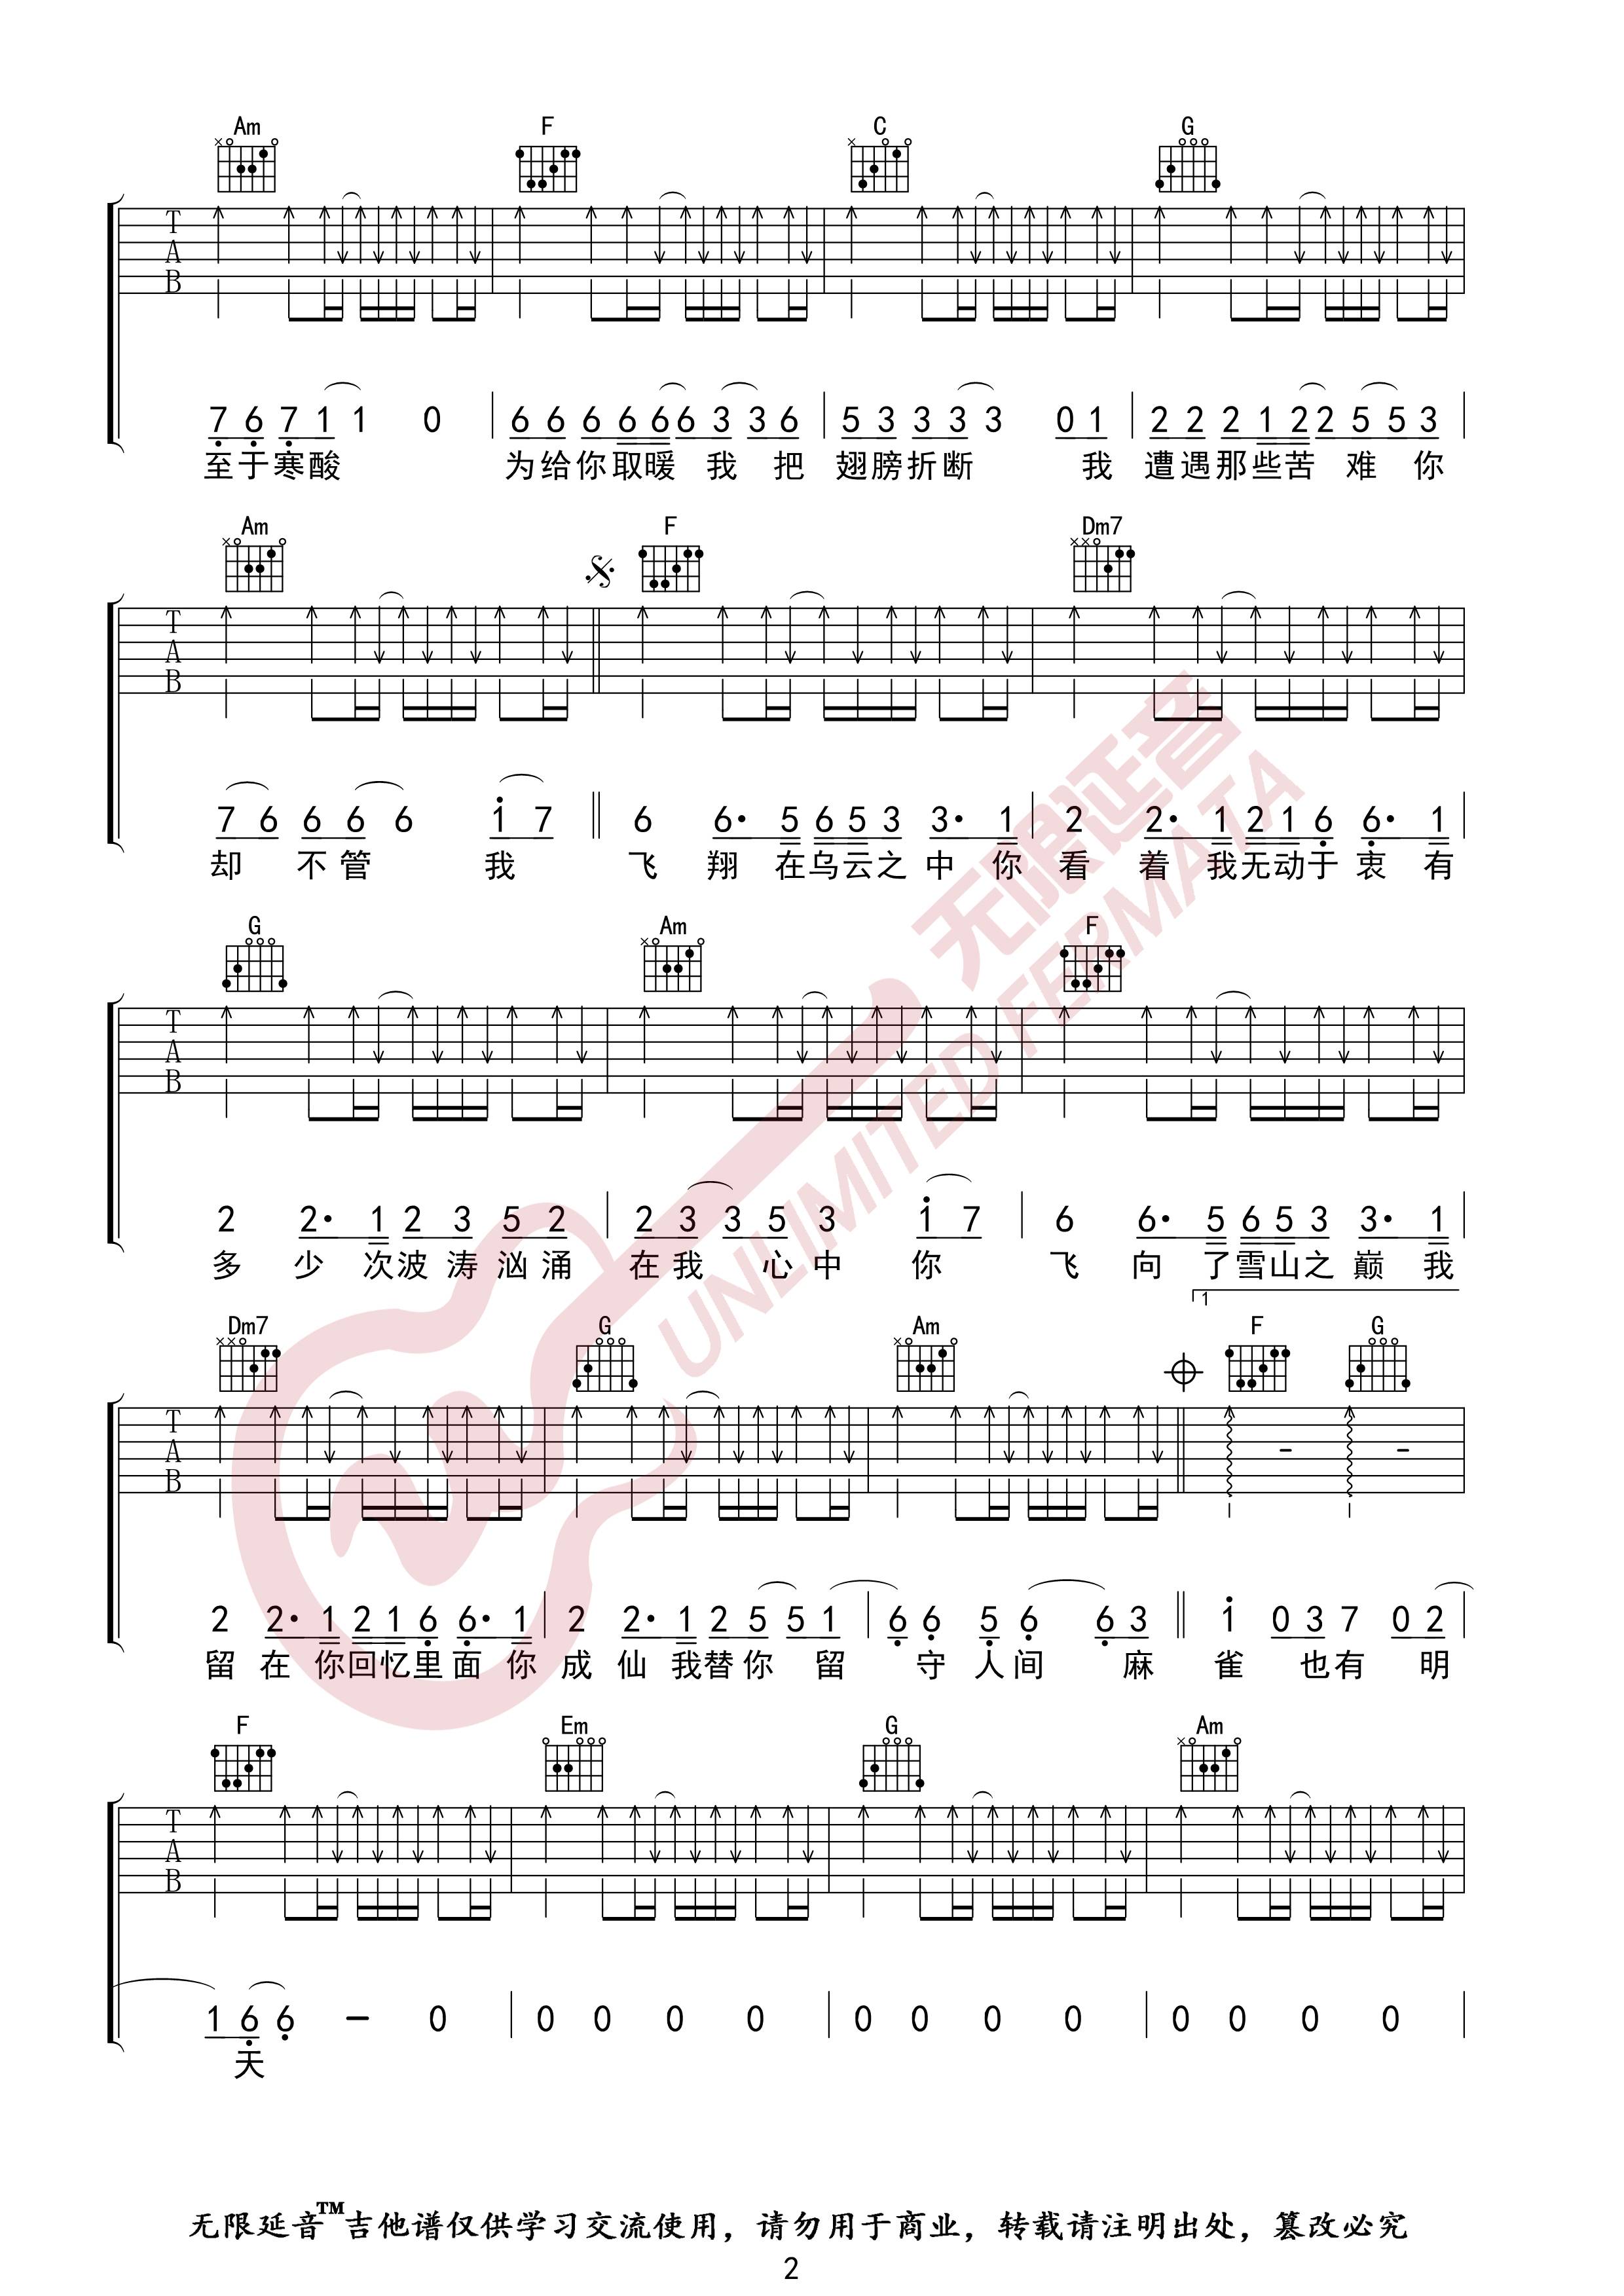 Am F C G
T A B
7 6 7 1 1 0 | 6 6 6 6 6 6 3 3 6 | 5 3 3 3 3 0 1 | 2 2 2 1 2 2 5 5 3 |
至于寒酸 为给你取暖 我 把 翅膀折断 我 遭遇那些苦 难 你
Am F Dm7
T A B
7 6 6 6 6 1 7 || 6 6· 5 6 5 3 3· 1 | 2 2· 1 2 1 6 6· 1 |
却 不管 我 飞 翔 在乌云之 中 你 看 着 我无动于 衷 有
G Am F
T A B
2 2· 1 2 3 5 2 | 2 3 3 5 3 1 7 | 6 6· 5 6 5 3 3· 1 |
多 少 次波 涛 汹 涌 在我 心 中 你 飞 向 了雪山之 巅 我
1
Dm7 G Am F G
T A B
2 2· 1 2 1 6 6· 1 | 2 2· 1 2 5 5 1 | 6 6 5 6 6 3 || 1 0 3 7 0 2 |
留 在 你回忆里 面 你 成 仙 我替 你 留 守 人 间 麻 雀 也有 明
F Em G Am
T A B
1 6 6 – 0 | 0 0 0 0 | 0 0 0 0 | 0 0 0 0 |
天
无限延音
UNLIMITED FERMATA
无限延音™吉他谱仅供学习交流使用，请勿用于商业，转载请注明出处，篡改必究
2